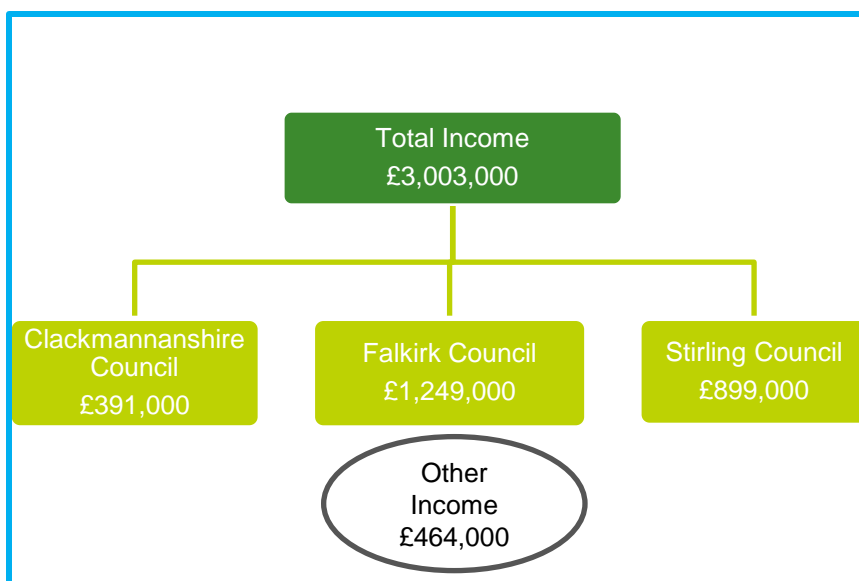 Total Income
£3,003,000
Clackmannanshire
Council
£391,000
Falkirk Council
£1,249,000
Stirling Council
£899,000
Other
Income
£464,000